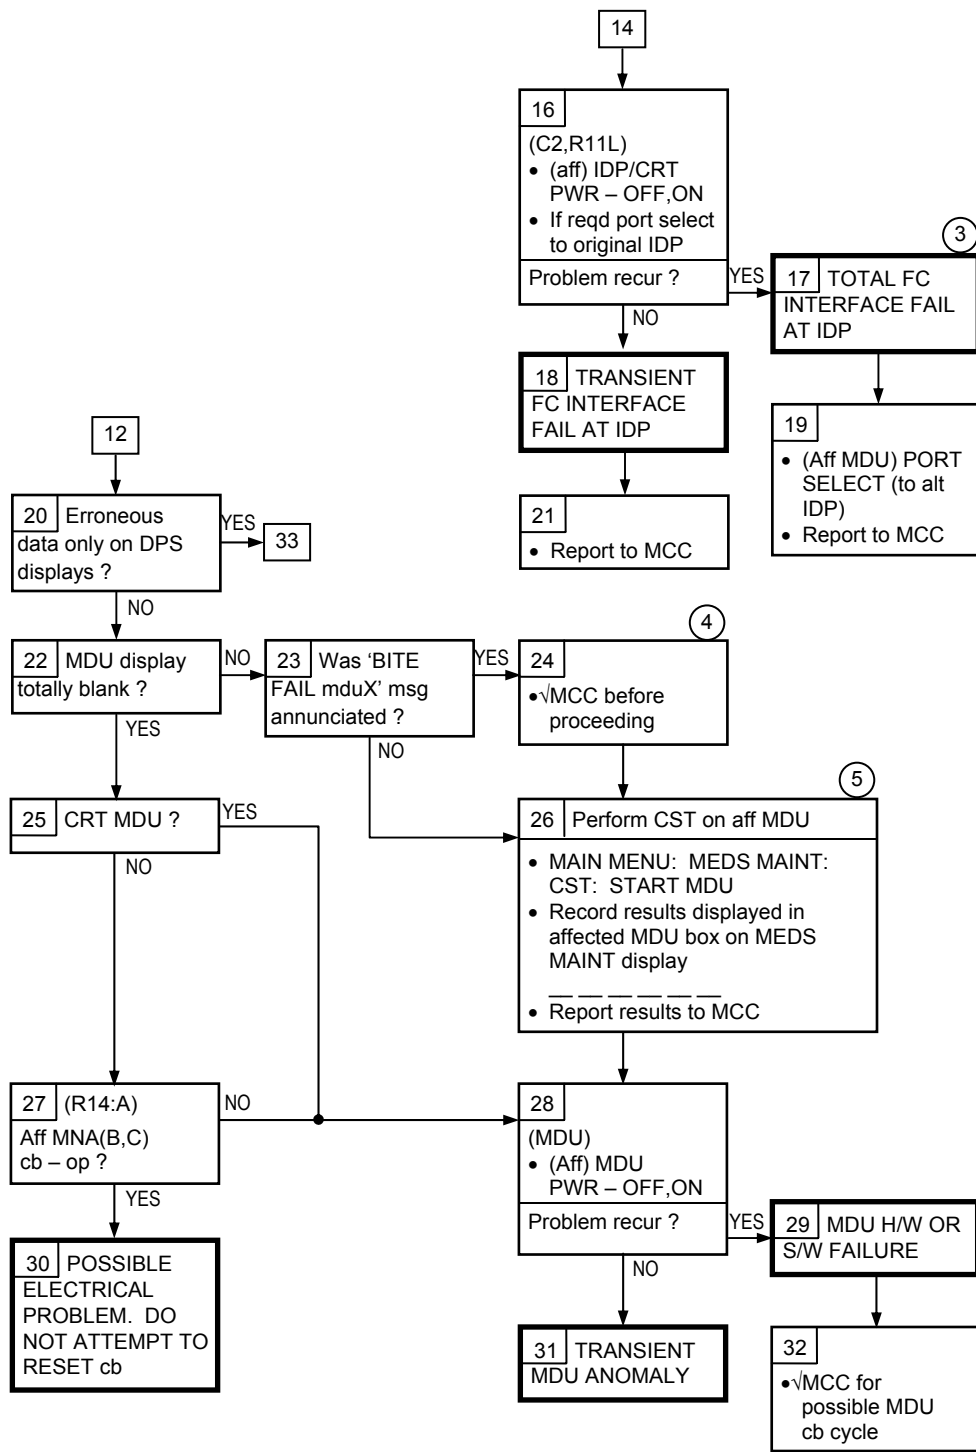 14
16
(C2,R11L)
• (aff) IDP/CRT
PWR – OFF,ON
• If reqd port select
to original IDP
Problem recur ?
YES
NO
3
17 TOTAL FC
INTERFACE FAIL
AT IDP
18 TRANSIENT
FC INTERFACE
FAIL AT IDP
19
• (Aff MDU) PORT
SELECT (to alt
IDP)
• Report to MCC
21
• Report to MCC
12
20 Erroneous
data only on DPS
displays ?
YES
33
NO
22 MDU display
totally blank ?
NO
YES
23 Was ‘BITE
FAIL mduX’ msg
annunciated ?
YES
NO
4
24
•√MCC before
proceeding
25 CRT MDU ?
YES
NO
5
26 Perform CST on aff MDU
• MAIN MENU: MEDS MAINT:
CST: START MDU
• Record results displayed in
affected MDU box on MEDS
MAINT display
__ __ __ __ __ __
• Report results to MCC
27 (R14:A)
Aff MNA(B,C)
cb – op ?
NO
YES
28
(MDU)
• (Aff) MDU
PWR – OFF,ON
Problem recur ?
YES
NO
29 MDU H/W OR
S/W FAILURE
30 POSSIBLE
ELECTRICAL
PROBLEM. DO
NOT ATTEMPT TO
RESET cb
31 TRANSIENT
MDU ANOMALY
32
•√MCC for
possible MDU
cb cycle